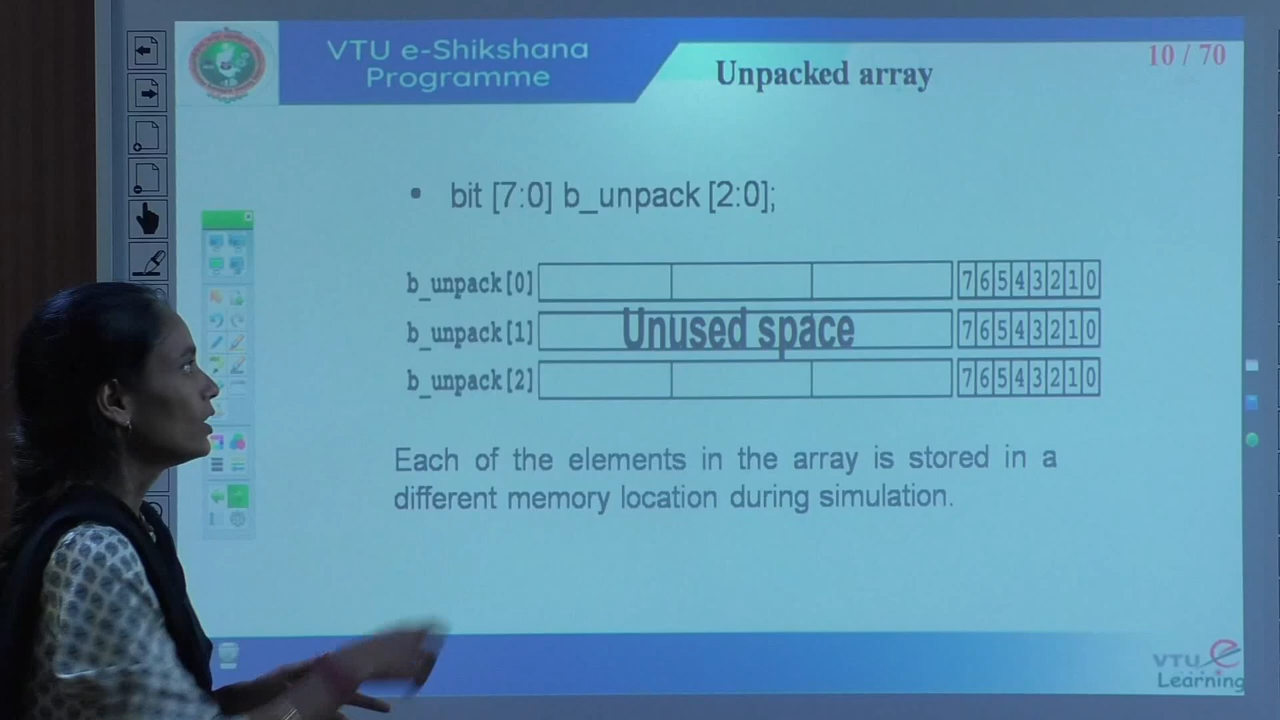 VTU e-Shikshana
Programme
Unpacked array
10 / 70
• bit [7:0] b_unpack [2:0];
b_unpack[0] 7 6 5 4 3 2 1 0
b_unpack[1] Unused space 7 6 5 4 3 2 1 0
b_unpack[2] 7 6 5 4 3 2 1 0
Each of the elements in the array is stored in a
different memory location during simulation.
VTU e
Learning